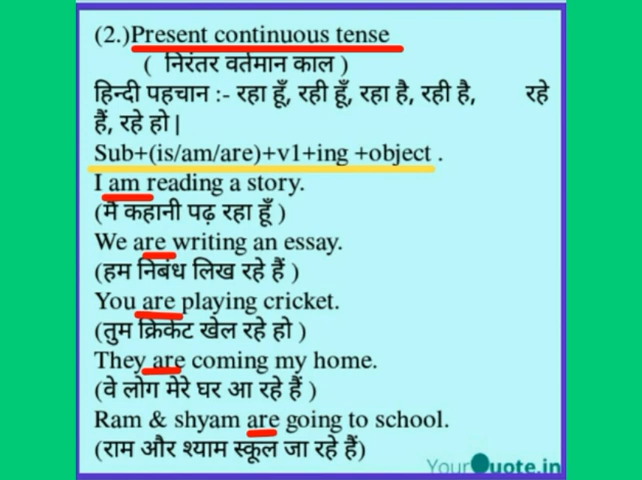 (2.)Present continuous tense
( निरंतर वर्तमान काल )
हिन्दी पहचान :- रहा हूँ, रही हूँ, रहा है, रही है, रहे
हैं, रहे हो |
Sub+(is/am/are)+v1+ing +object .
I am reading a story.
(मै कहानी पढ़ रहा हूँ )
We are writing an essay.
(हम निबंध लिख रहे हैं )
You are playing cricket.
(तुम क्रिकेट खेल रहे हो )
They are coming my home.
(वे लोग मेरे घर आ रहे हैं )
Ram & shyam are going to school.
(राम और श्याम स्कूल जा रहे हैं)
YourQuote.in